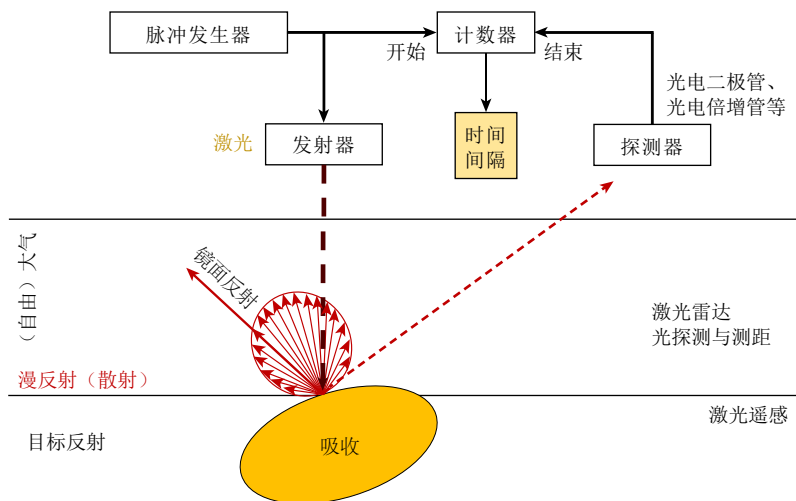 脉冲发生器
开始
计数器
结束
光电二极管、
光电倍增管等
激光
发射器
时间
间隔
探测器
（自由）大气
镜面反射
激光雷达
光探测与测距
漫反射（散射）
激光遥感
目标反射
吸收